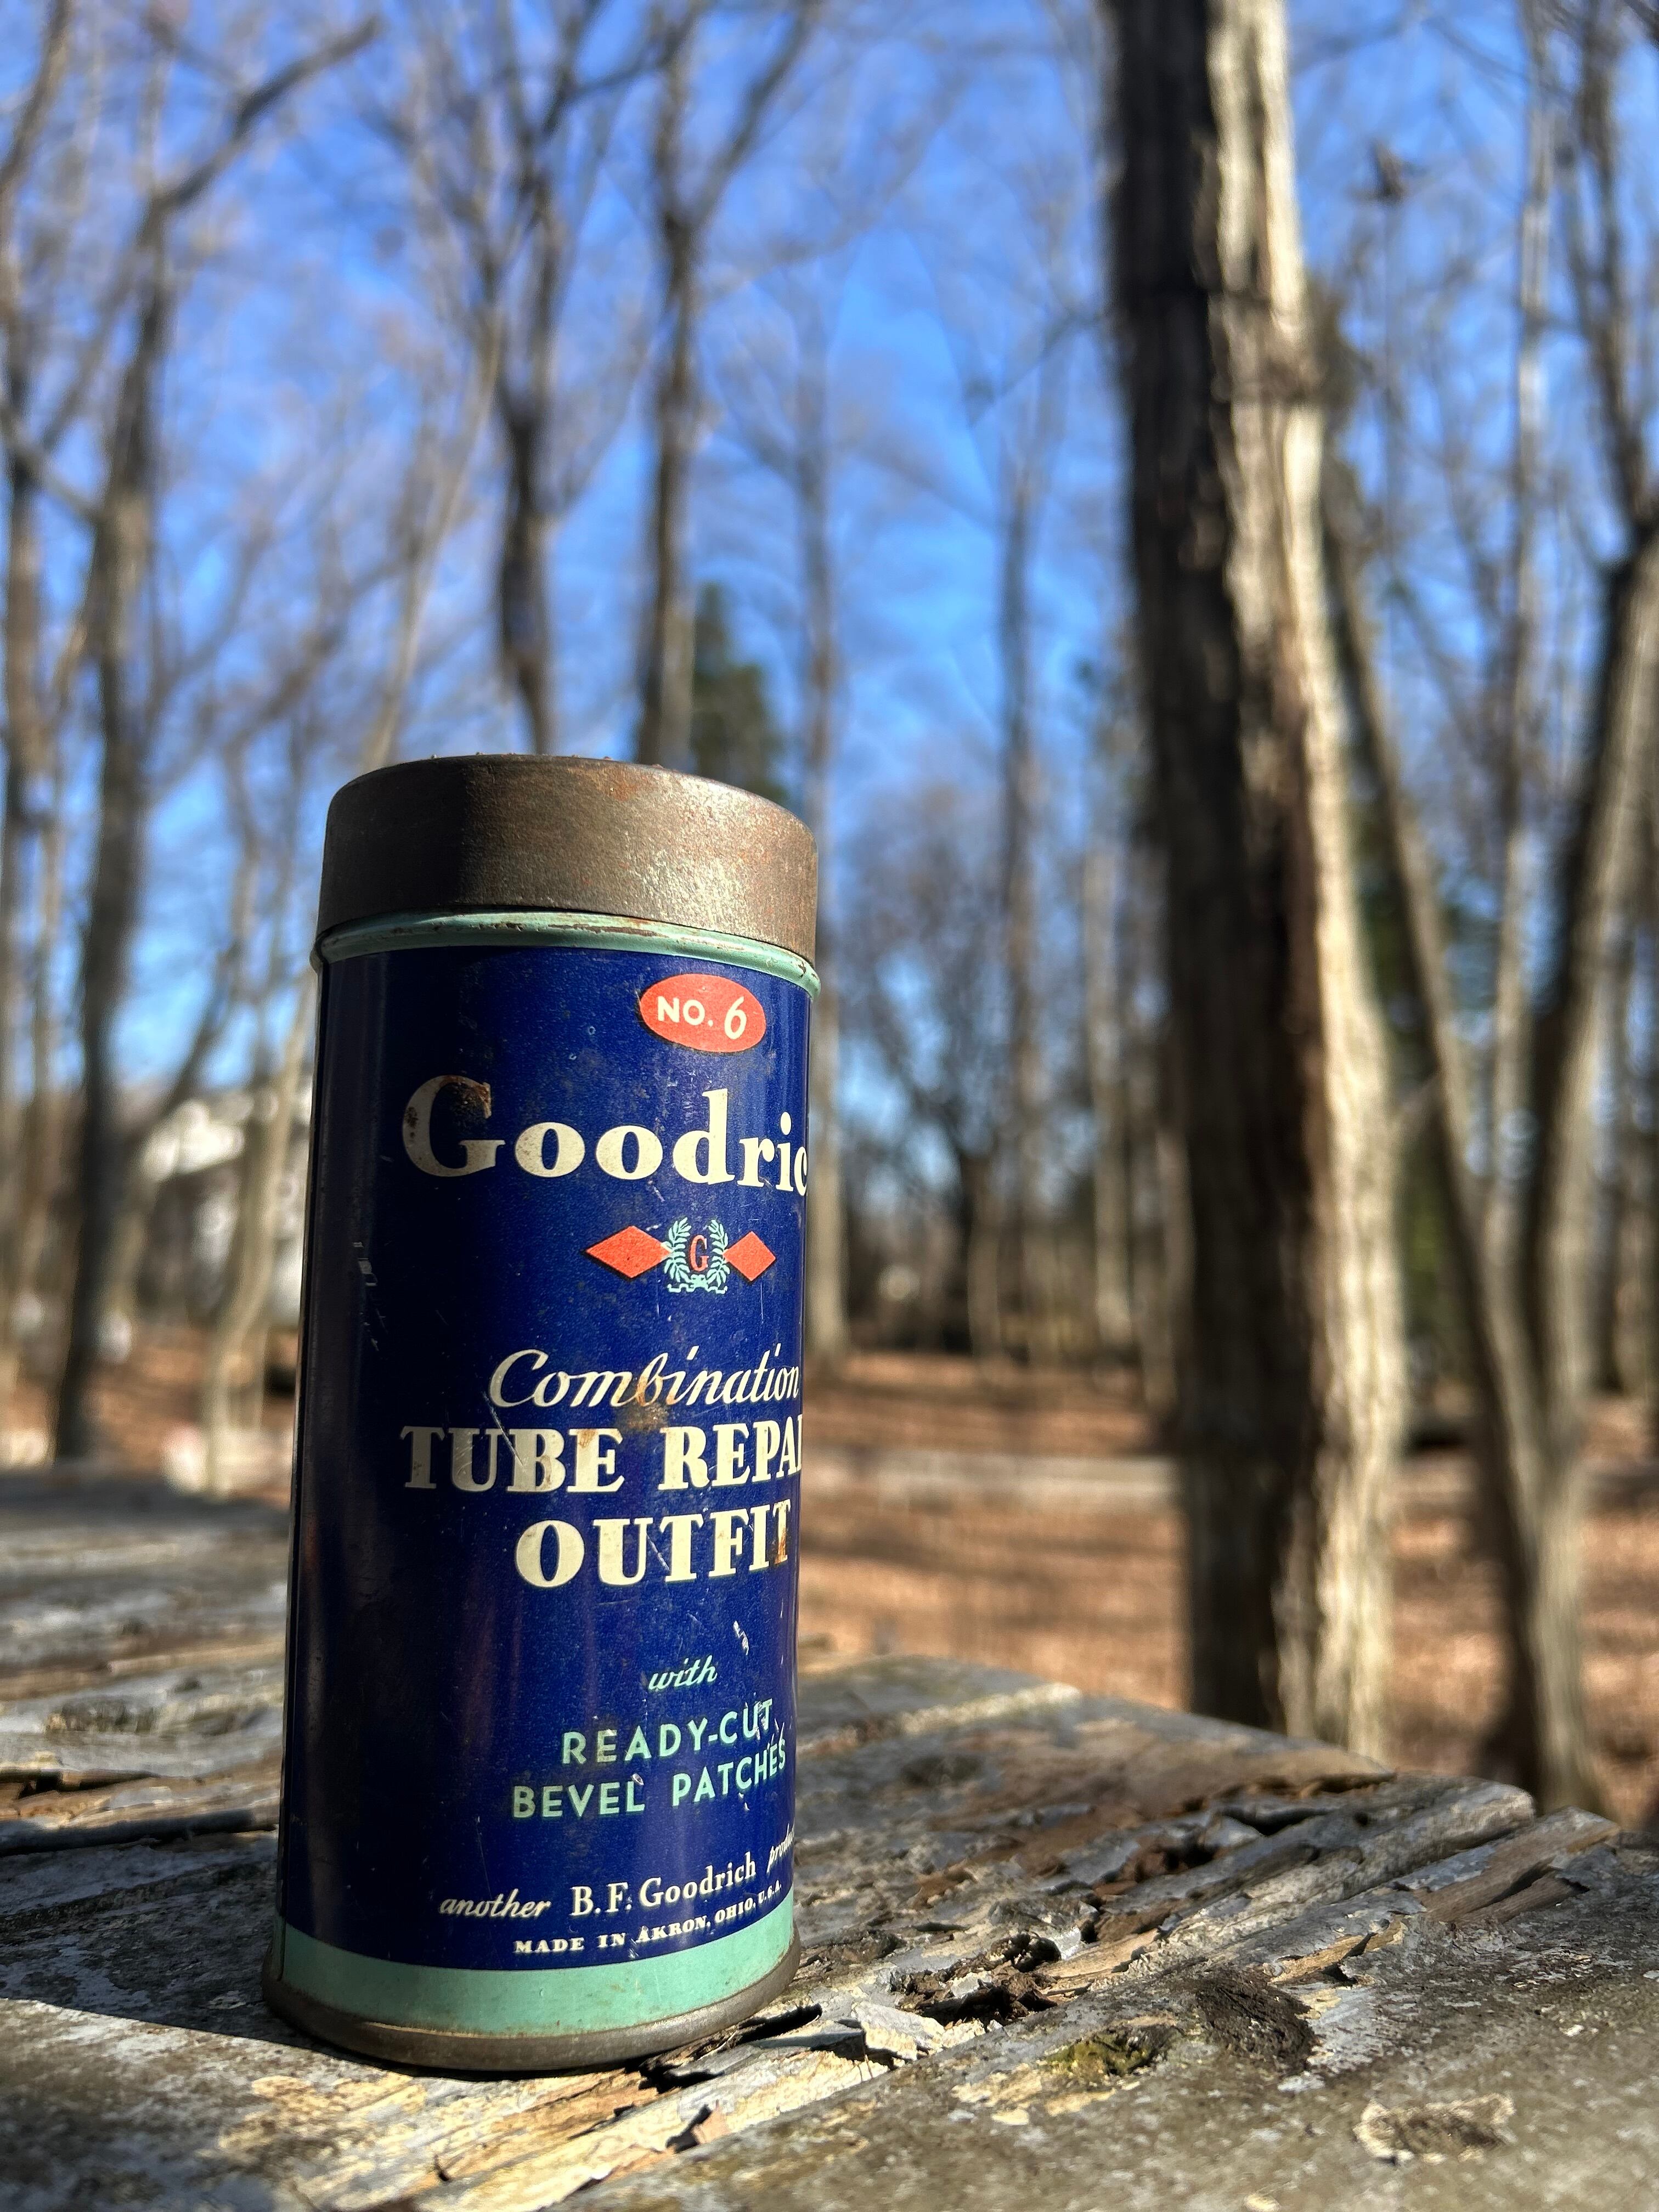 NO. 6
Goodric
G
Combination
TUBE REPAI
OUTFIT
with
READY-CUT
BEVEL PATCHES
another B.F. Goodrich
MADE IN AKRON, OHIO, U.S.A.